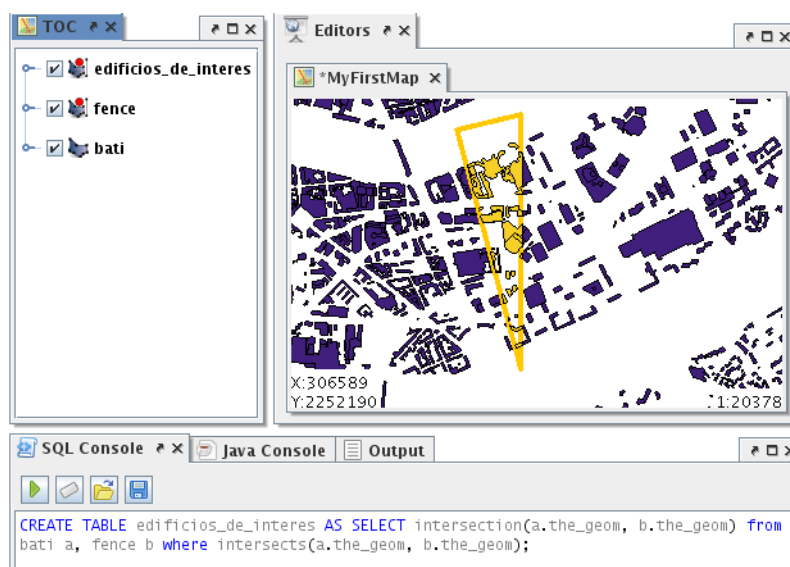 TOC
Editors
edificios_de_interes
fence
bati
*MyFirstMap
X:306589
Y:2252190
1:20378
SQL Console
Java Console
Output
CREATE TABLE edificios_de_interes AS SELECT intersection(a.the_geom, b.the_geom) from
bati a, fence b where intersects(a.the_geom, b.the_geom);